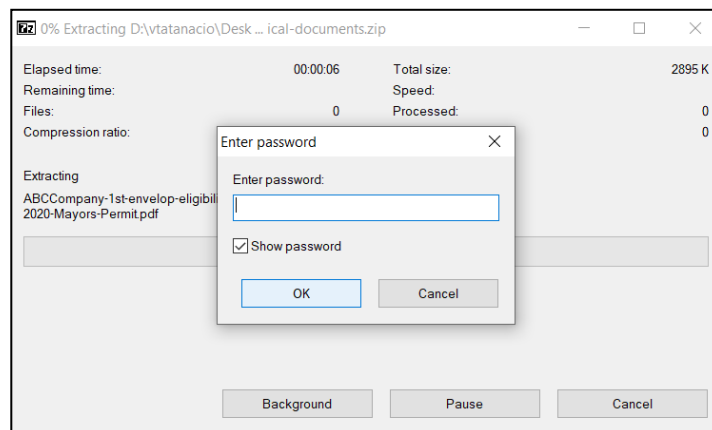 7z 0% Extracting D:\vtatanacio\Desk ... ical-documents.zip
Elapsed time: 00:00:06 Total size: 2895 K
Remaining time: Speed:
Files: 0 Processed: 0
Compression ratio: 0
Enter password
Extracting
Enter password:
ABCCompany-1st-envelop-eligibili
2020-Mayors-Permit.pdf
Show password
OK Cancel
Background Pause Cancel